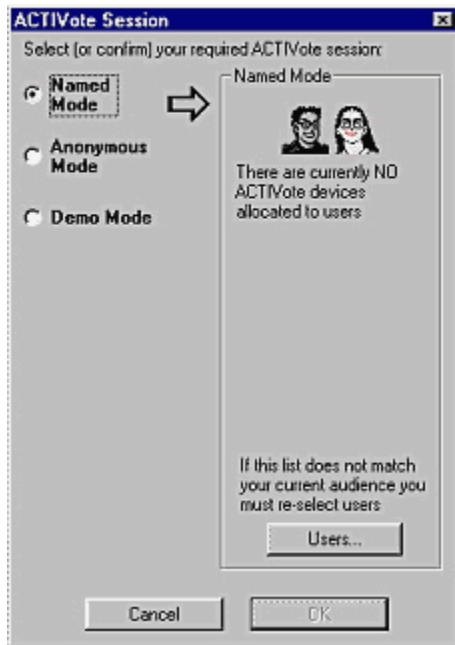 ACTIVote Session
Select (or confirm) your required ACTIVote session:
Named
Mode
Anonymous
Mode
Demo Mode
Named Mode
There are currently NO
ACTIVote devices
allocated to users
If this list does not match
your current audience you
must re-select users
Users...
Cancel
OK